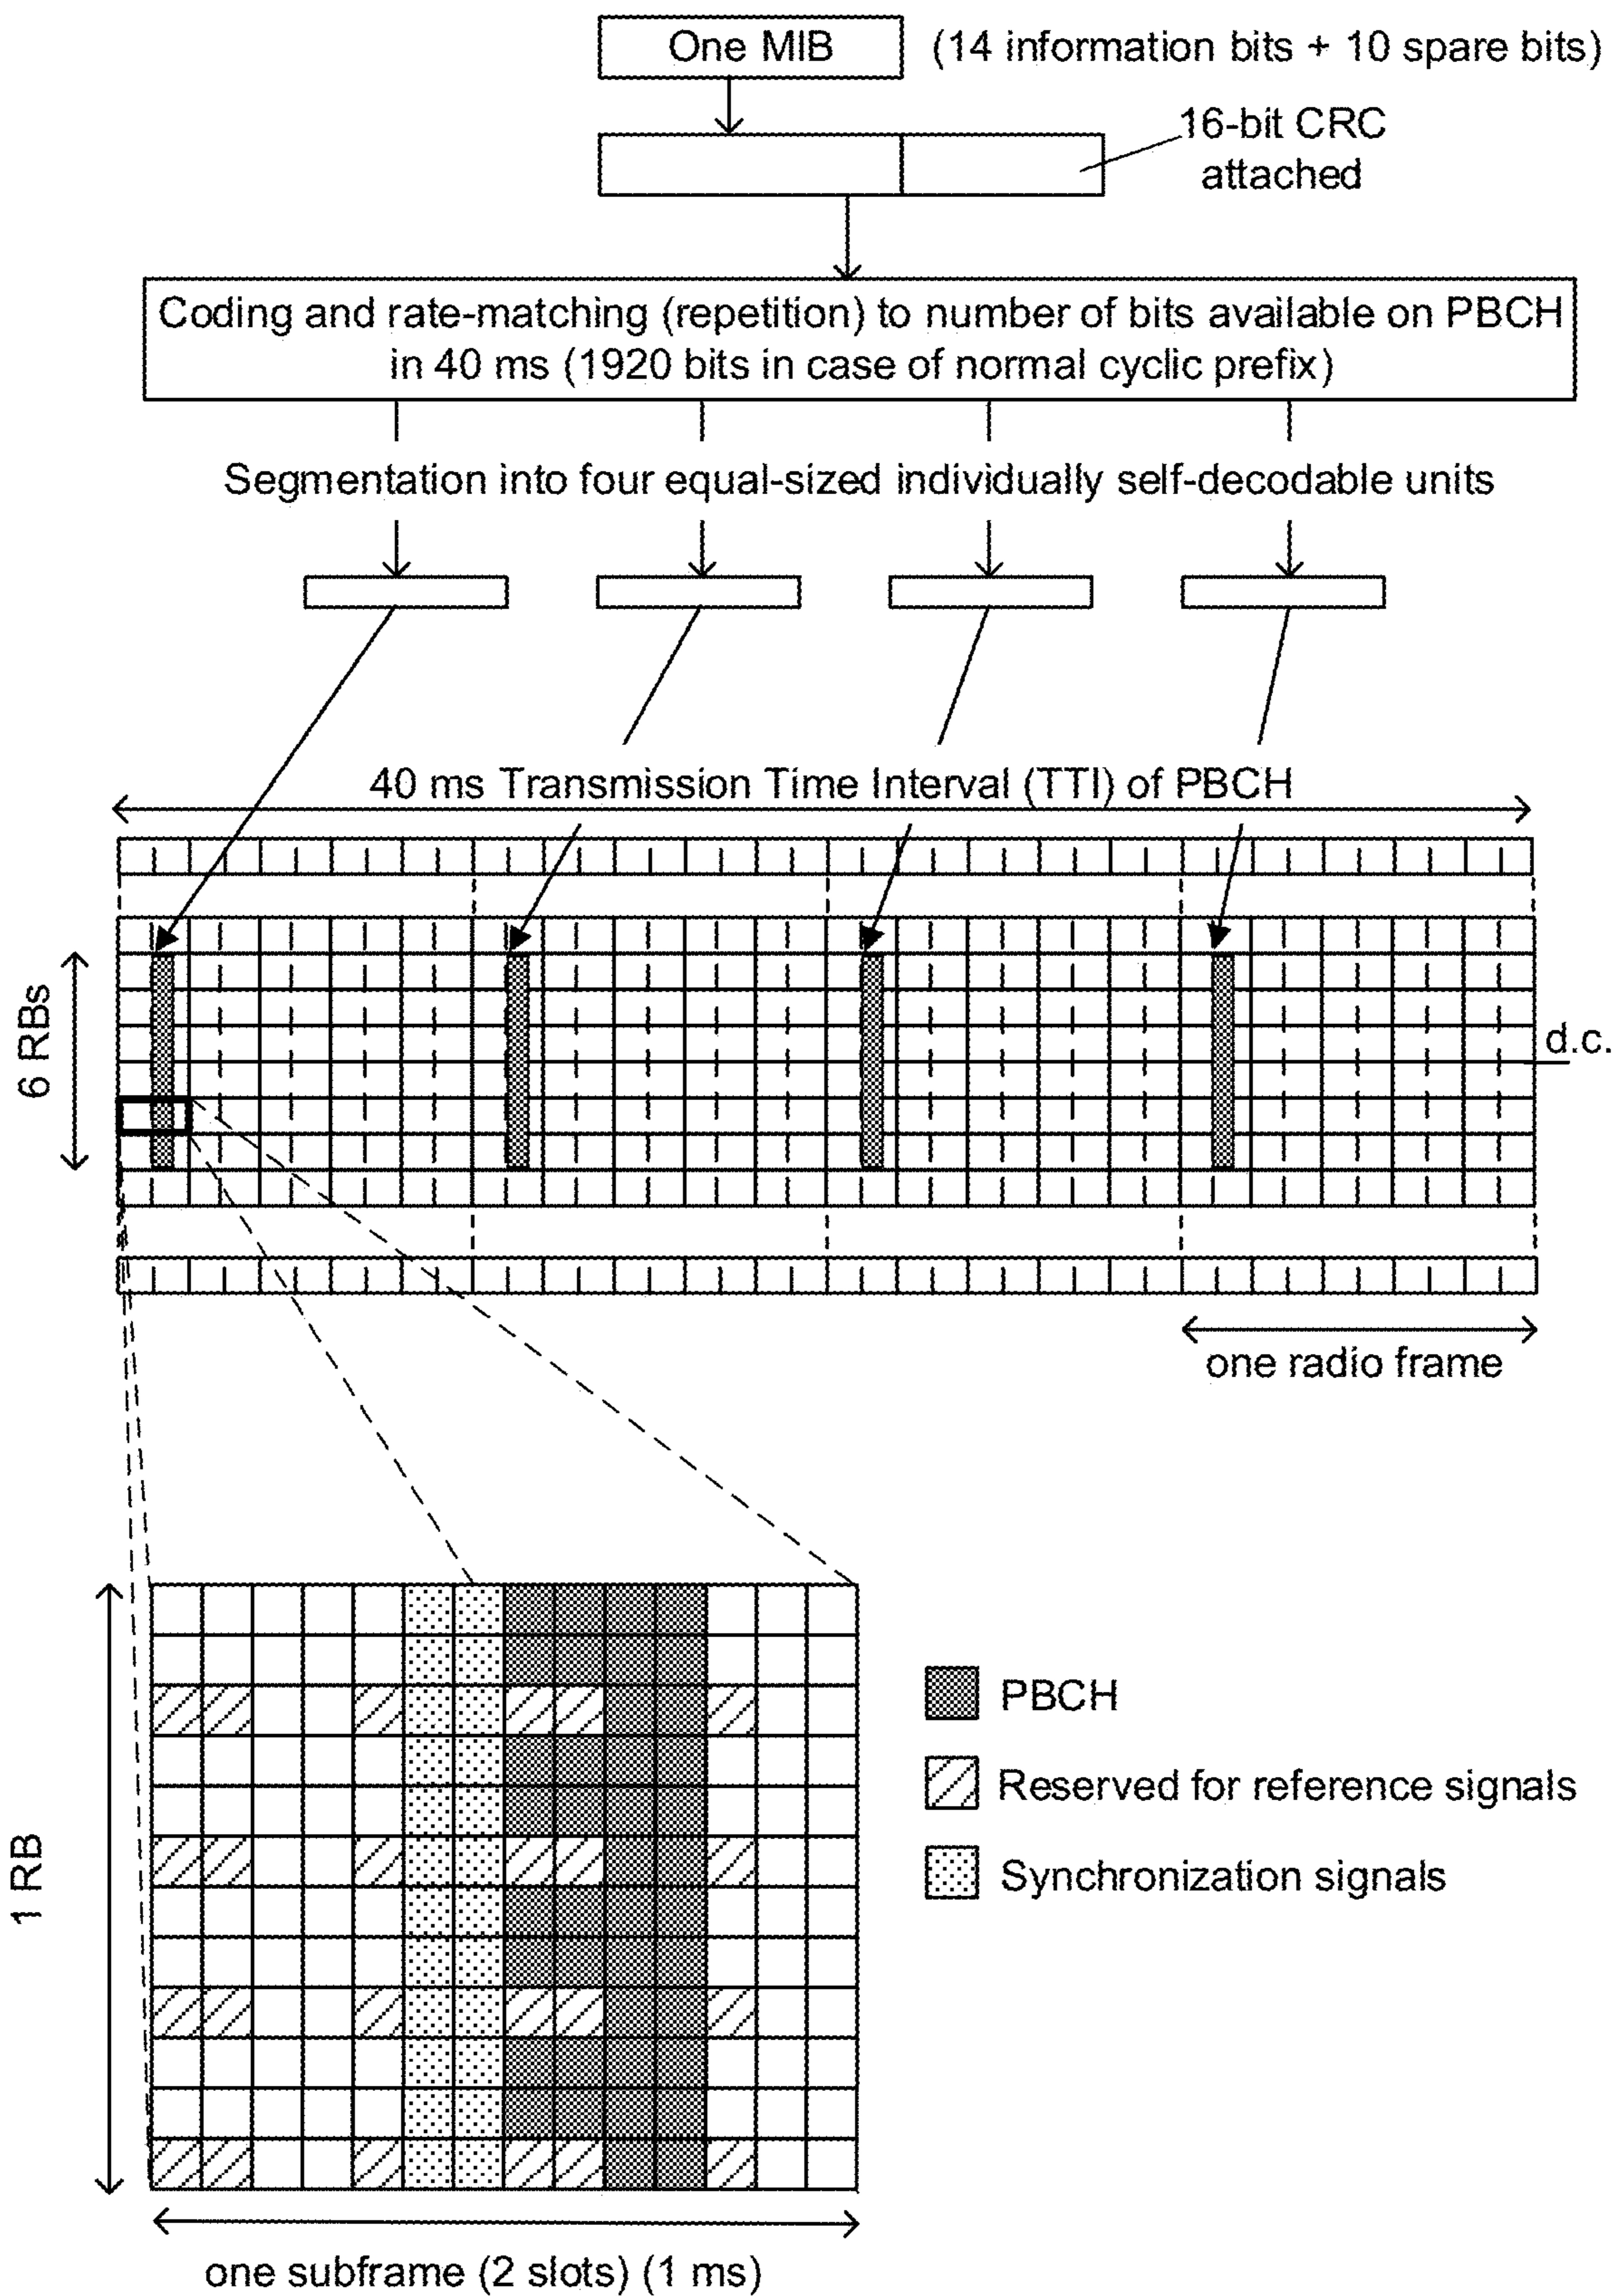 One MIB (14 information bits + 10 spare bits)
16-bit CRC
attached
Coding and rate-matching (repetition) to number of bits available on PBCH
in 40 ms (1920 bits in case of normal cyclic prefix)
Segmentation into four equal-sized individually self-decodable units
40 ms Transmission Time Interval (TTI) of PBCH
6 RBs
d.c.
one radio frame
1 RB
PBCH
Reserved for reference signals
Synchronization signals
one subframe (2 slots) (1 ms)